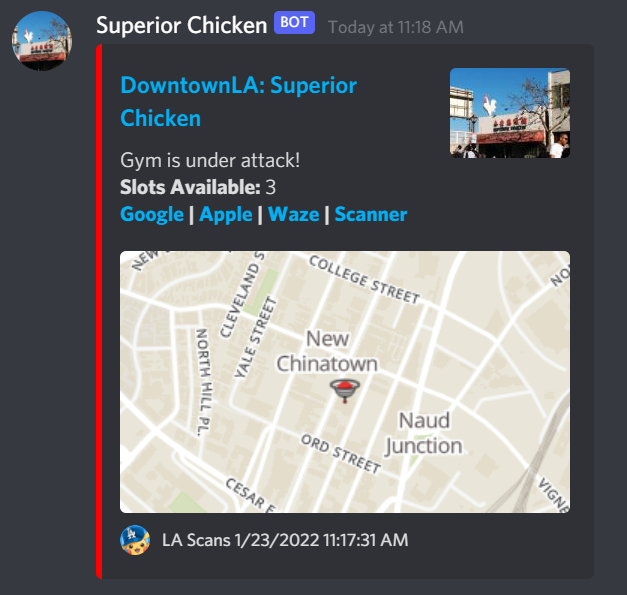 Superior Chicken BOT Today at 11:18 AM
DowntownLA: Superior
Chicken
Gym is under attack!
Slots Available: 3
Google | Apple | Waze | Scanner
NEW
CLEVELAND S
COLLEGE STREET
NO
YALE STREET
NORTH HILL PL.
New
Chinatown
Naud
Junction
ORD STREET
CESAR E
VIGNE
LA Scans 1/23/2022 11:17:31 AM